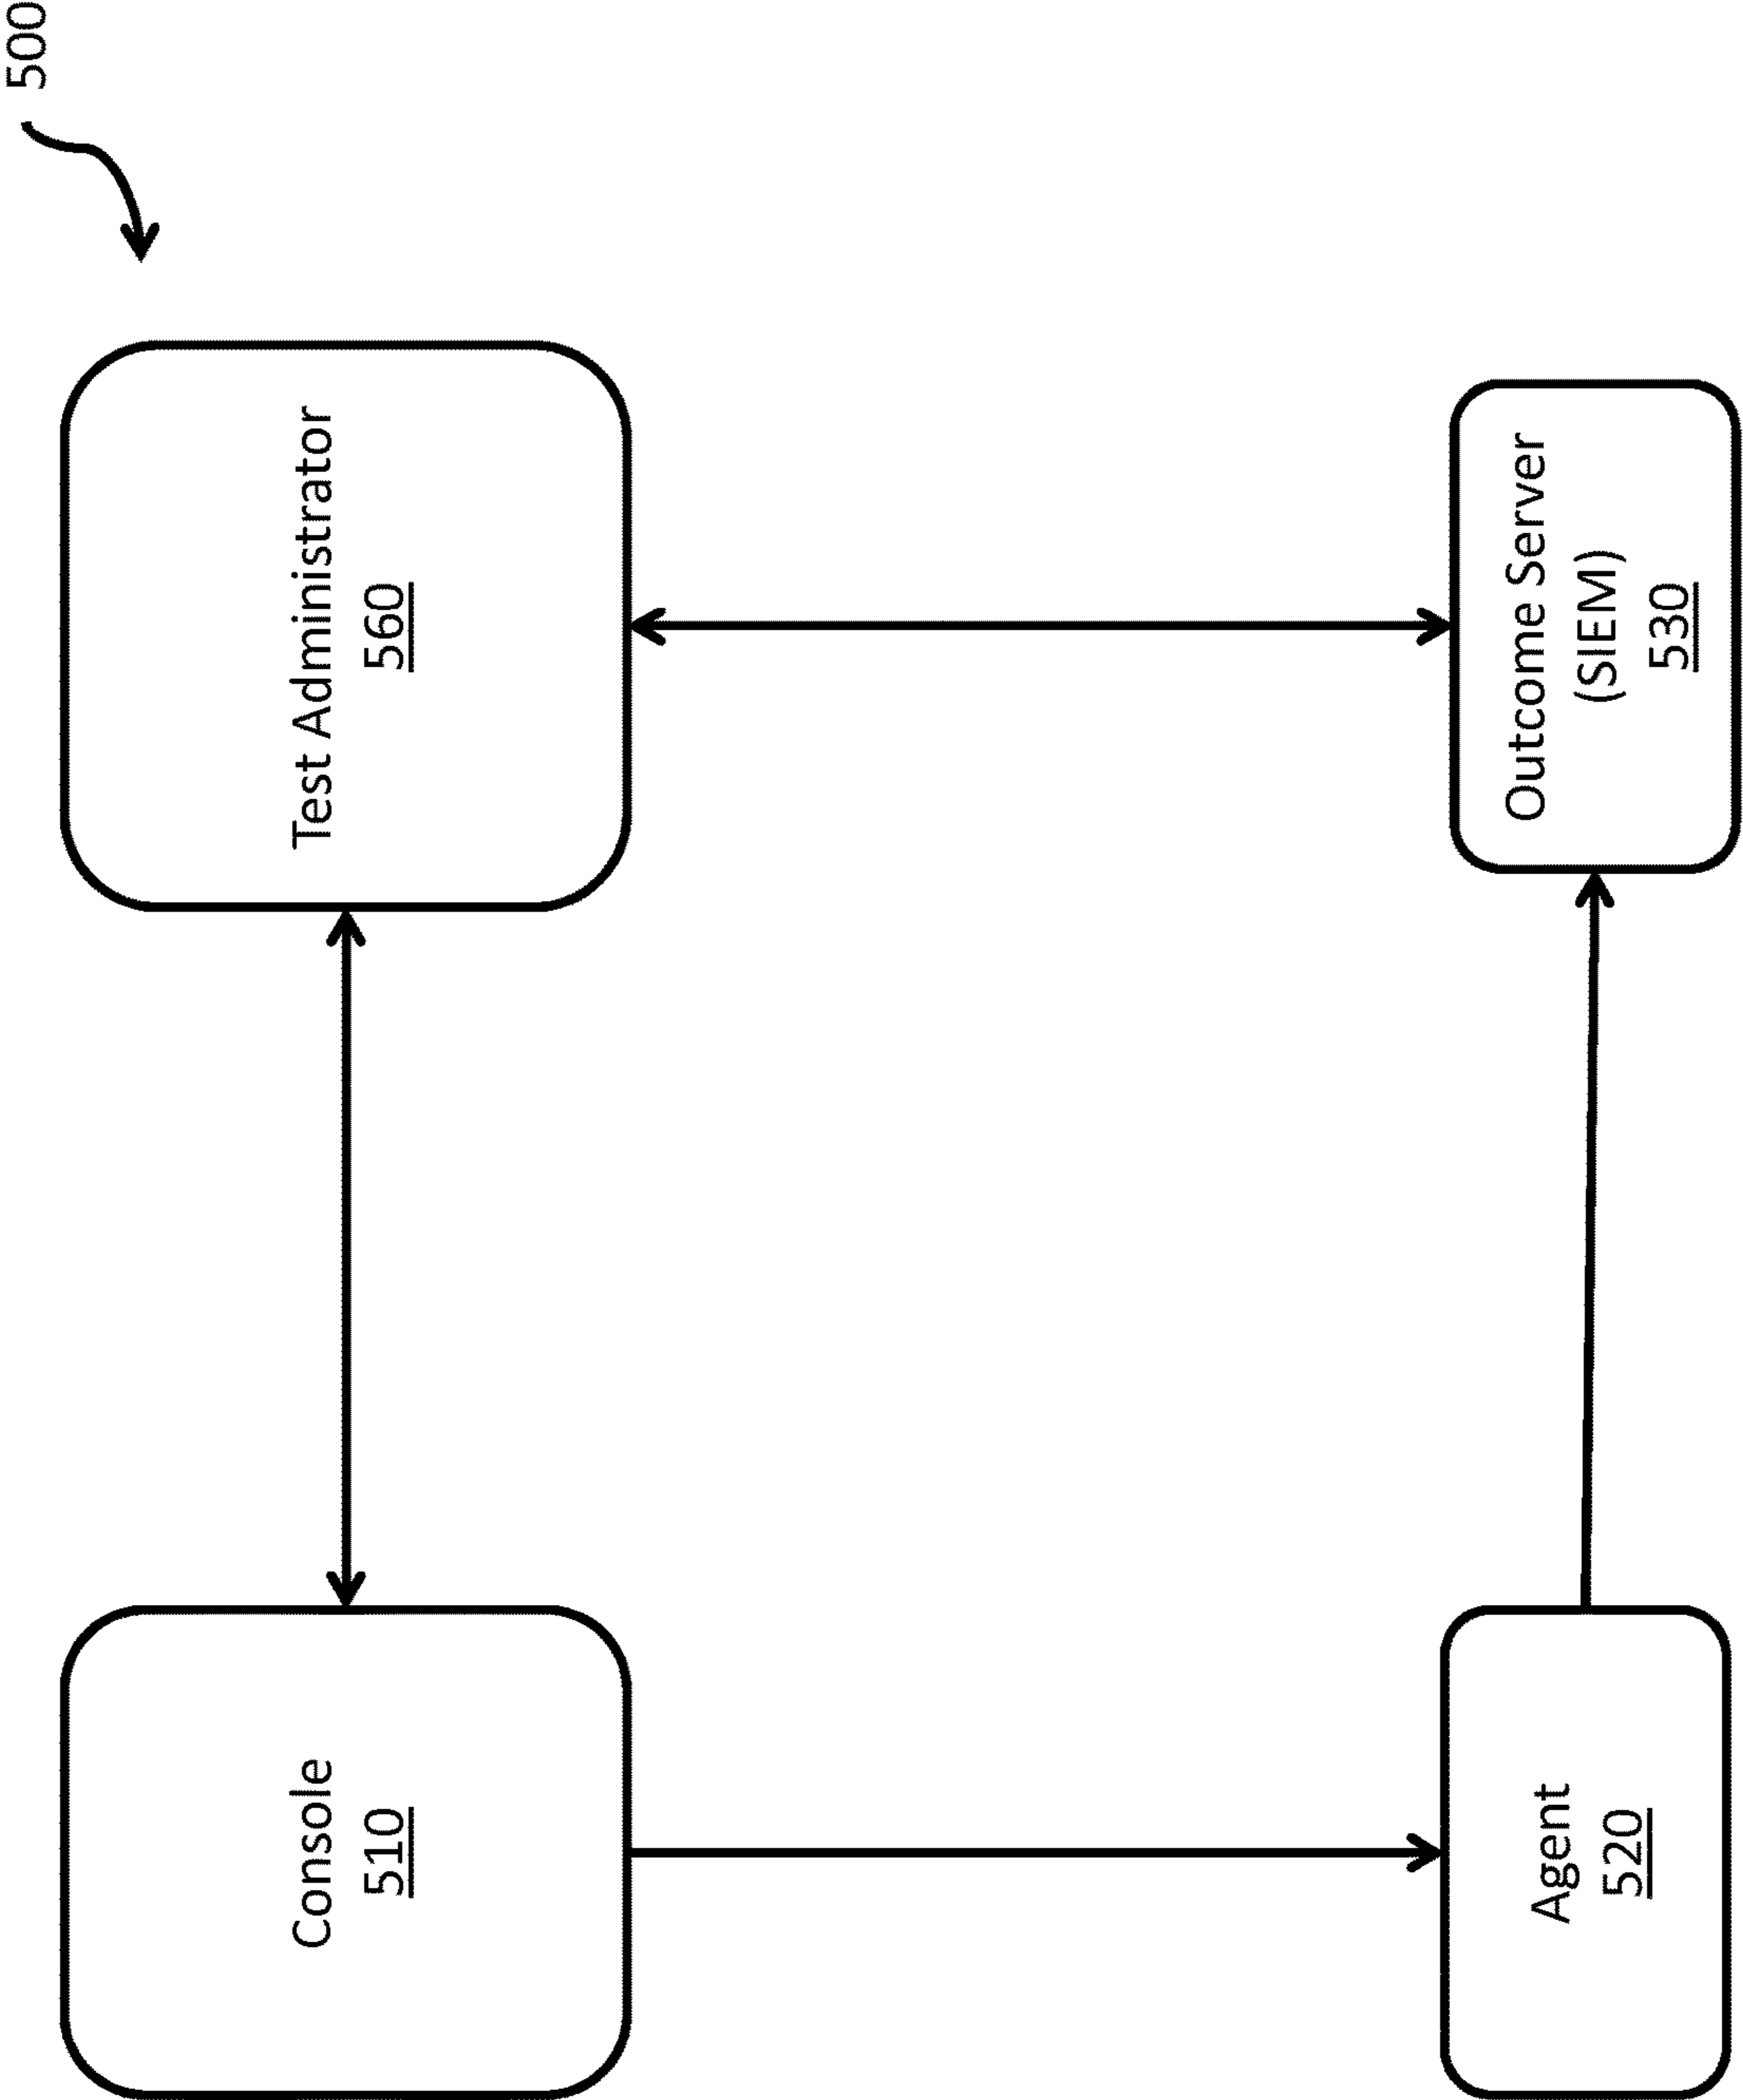 500
Console
510
Test Administrator
560
Agent
520
Outcome Server
(SIEM)
530